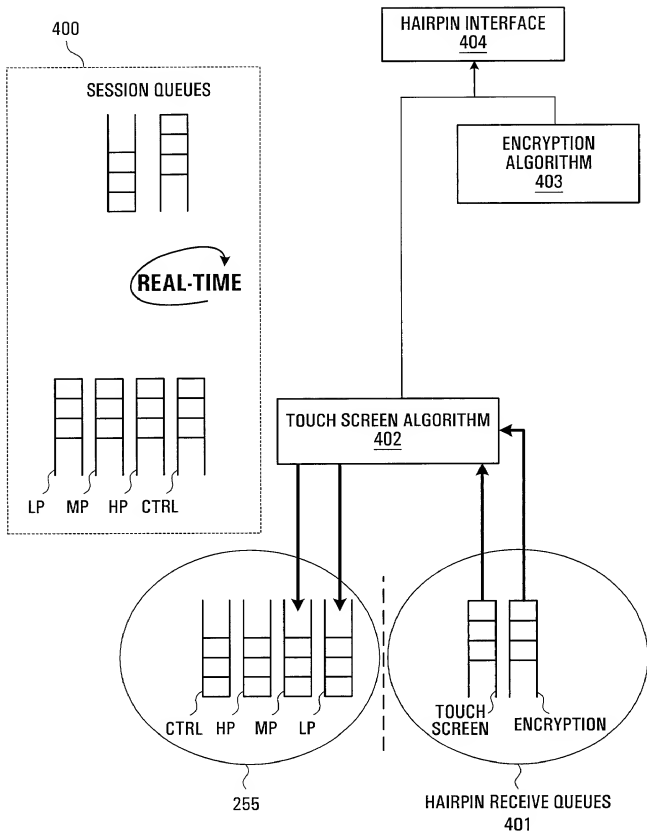 400
HAIRPIN INTERFACE
404
SESSION QUEUES
ENCRYPTION
ALGORITHM
403
REAL-TIME
TOUCH SCREEN ALGORITHM
402
LP MP HP CTRL
CTRL HP MP LP
TOUCH
SCREEN
ENCRYPTION
255
HAIRPIN RECEIVE QUEUES
401